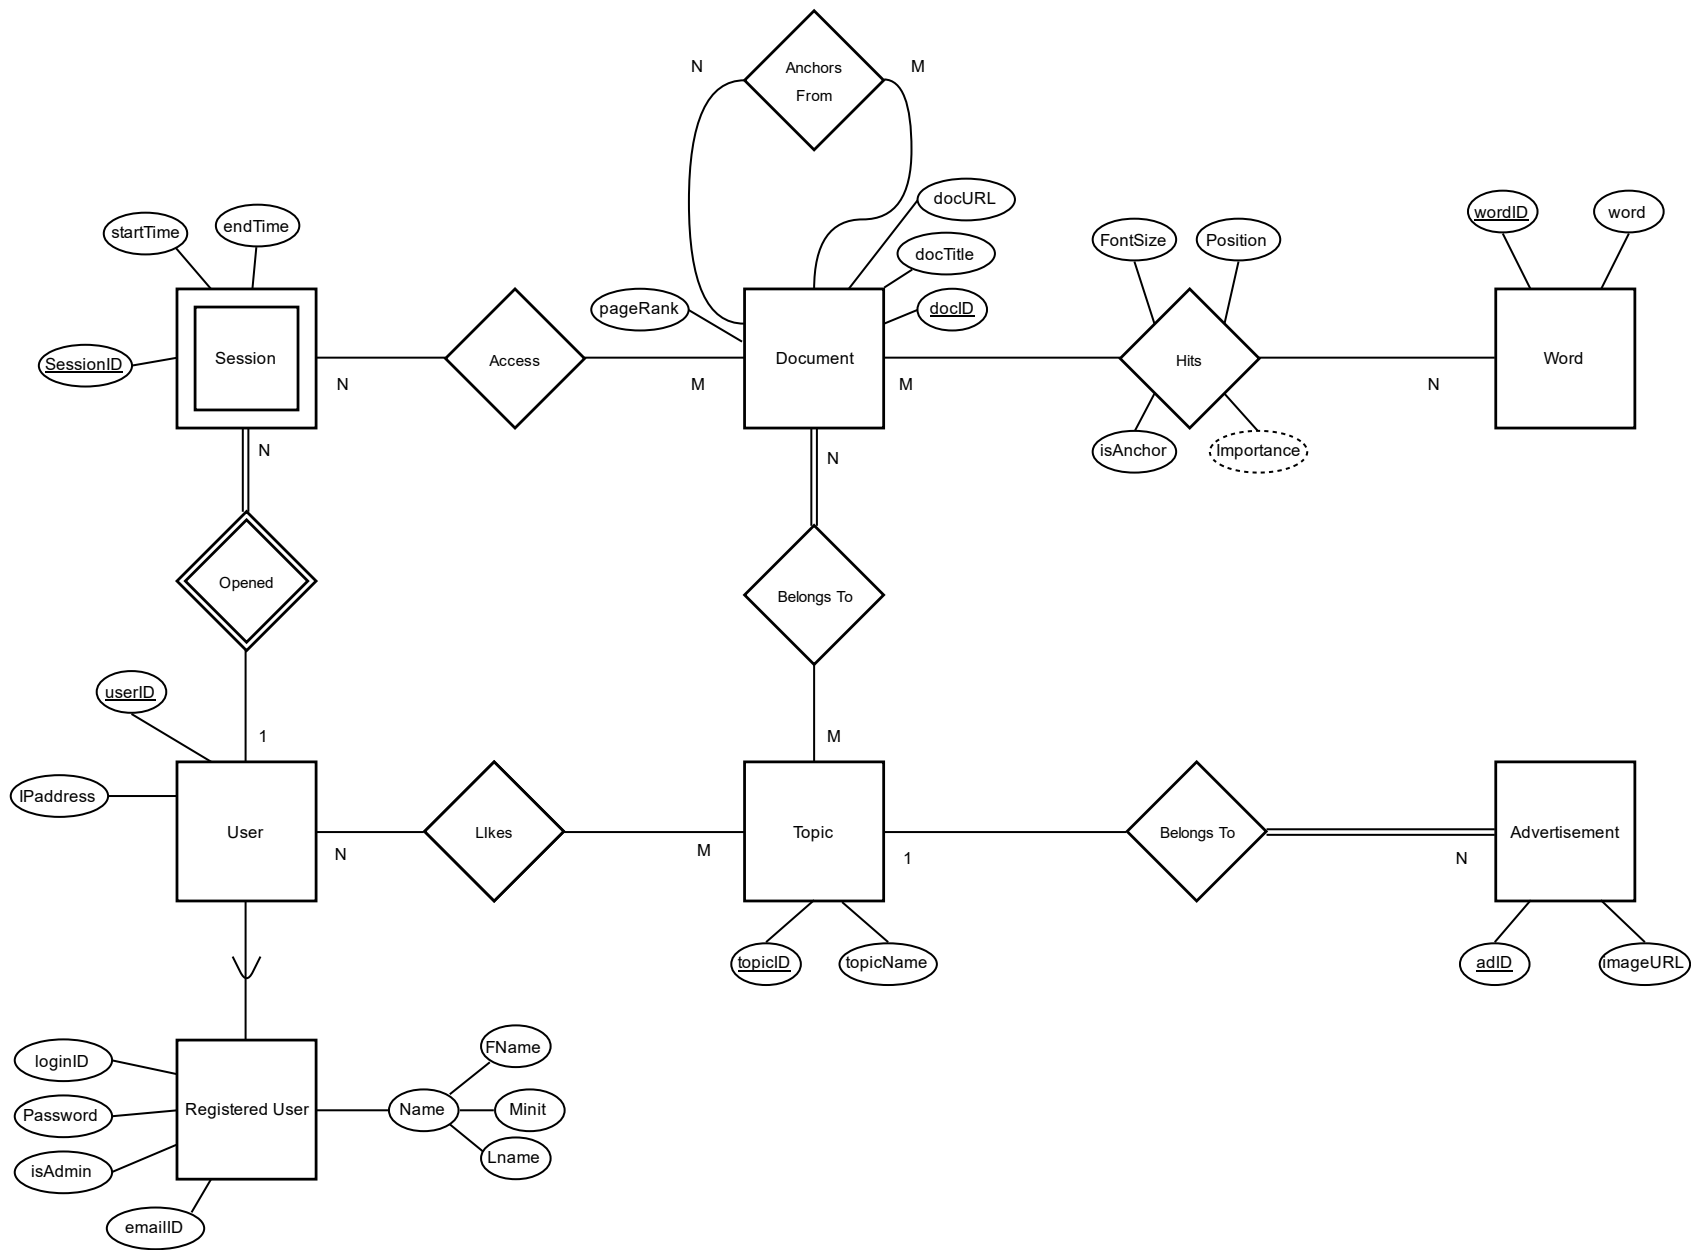 Anchors
From
N
M
docURL
docTitle
docID
pageRank
startTime
endTime
SessionID
Session
N
Access
M
Document
M
FontSize
Position
Hits
isAnchor
Importance
N
wordID
word
Word
N
Opened
1
N
Belongs To
M
userID
IPaddress
User
N
LIkes
M
Topic
1
Belongs To
N
Advertisement
topicID
topicName
adID
imageURL
loginID
Password
isAdmin
emailID
Registered User
Name
FName
Minit
Lname